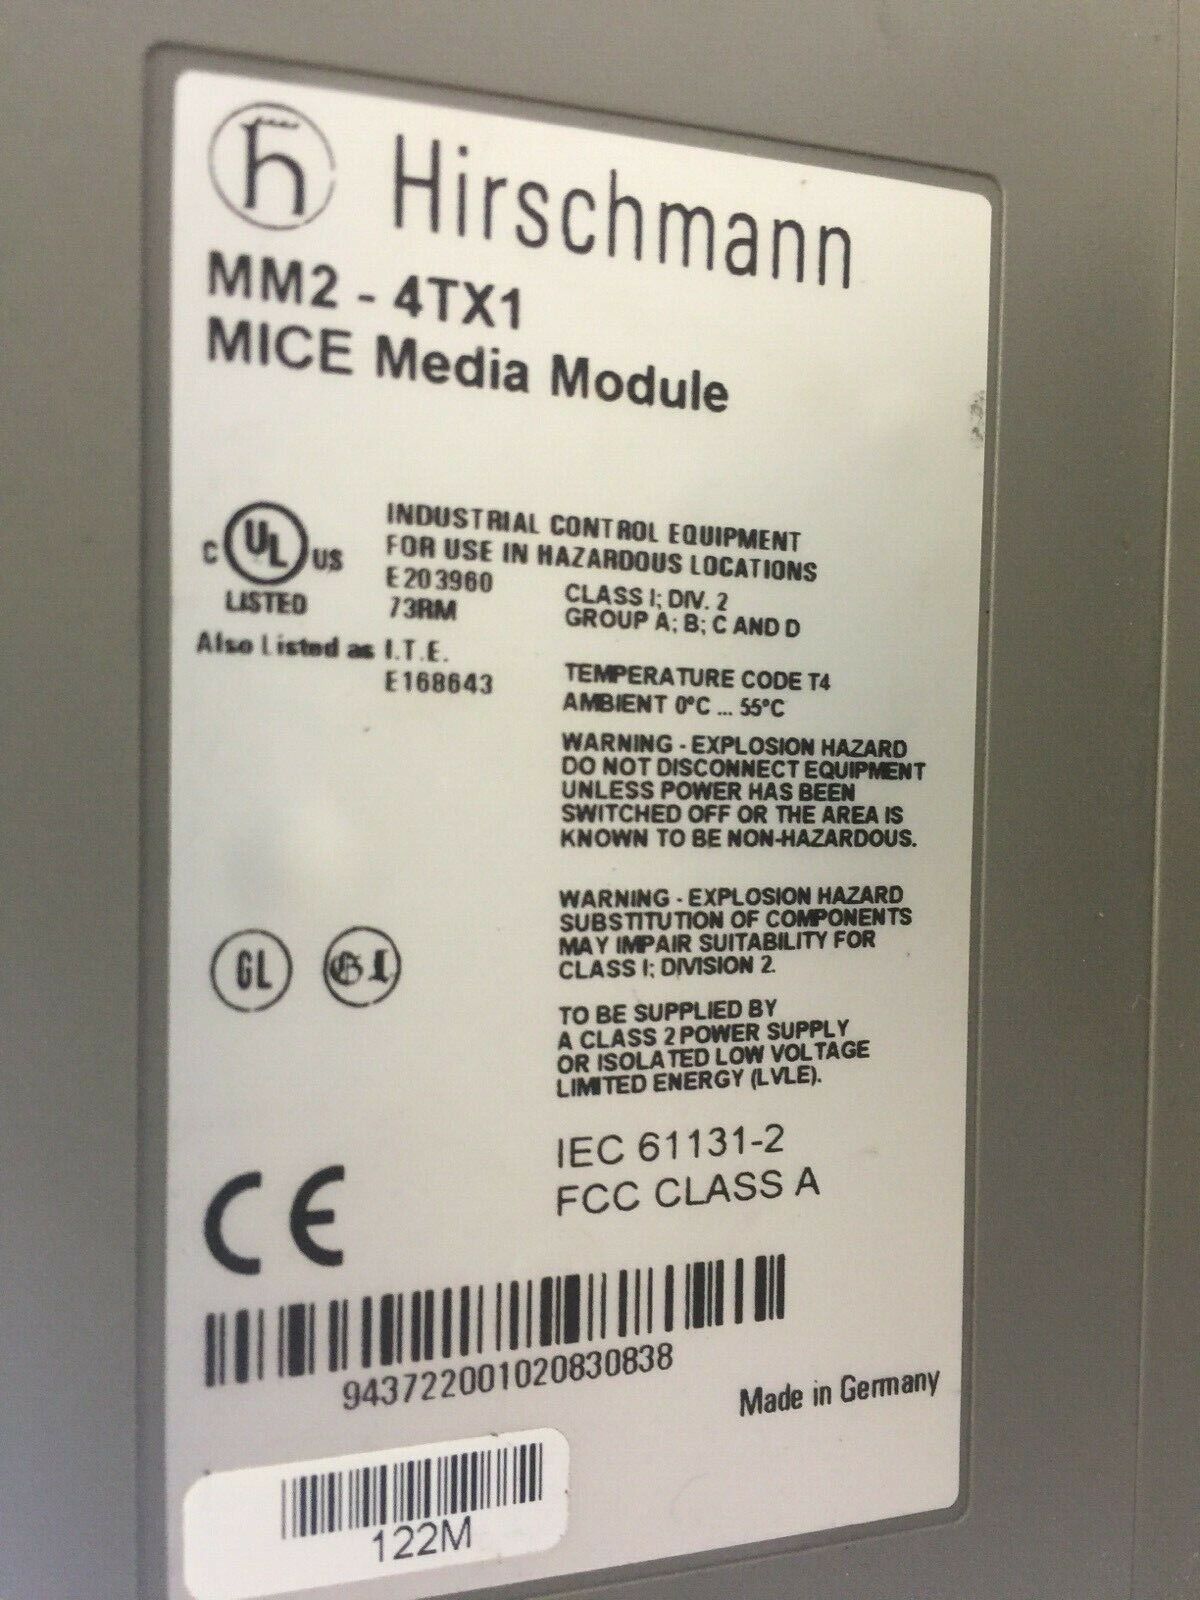 Hirschmann
MM2 - 4TX1
MICE Media Module
C UL US
LISTED
INDUSTRIAL CONTROL EQUIPMENT
FOR USE IN HAZARDOUS LOCATIONS
E203960
73RM
CLASS I; DIV. 2
GROUP A; B; C AND D
Also Listed as I.T.E.
E168643
TEMPERATURE CODE T4
AMBIENT 0°C ... 55°C
WARNING - EXPLOSION HAZARD
DO NOT DISCONNECT EQUIPMENT
UNLESS POWER HAS BEEN
SWITCHED OFF OR THE AREA IS
KNOWN TO BE NON-HAZARDOUS.
WARNING - EXPLOSION HAZARD
SUBSTITUTION OF COMPONENTS
MAY IMPAIR SUITABILITY FOR
CLASS I; DIVISION 2.
GL GL
TO BE SUPPLIED BY
A CLASS 2 POWER SUPPLY
OR ISOLATED LOW VOLTAGE
LIMITED ENERGY (LVLE).
IEC 61131-2
FCC CLASS A
CE
943722001020830838
Made in Germany
122M